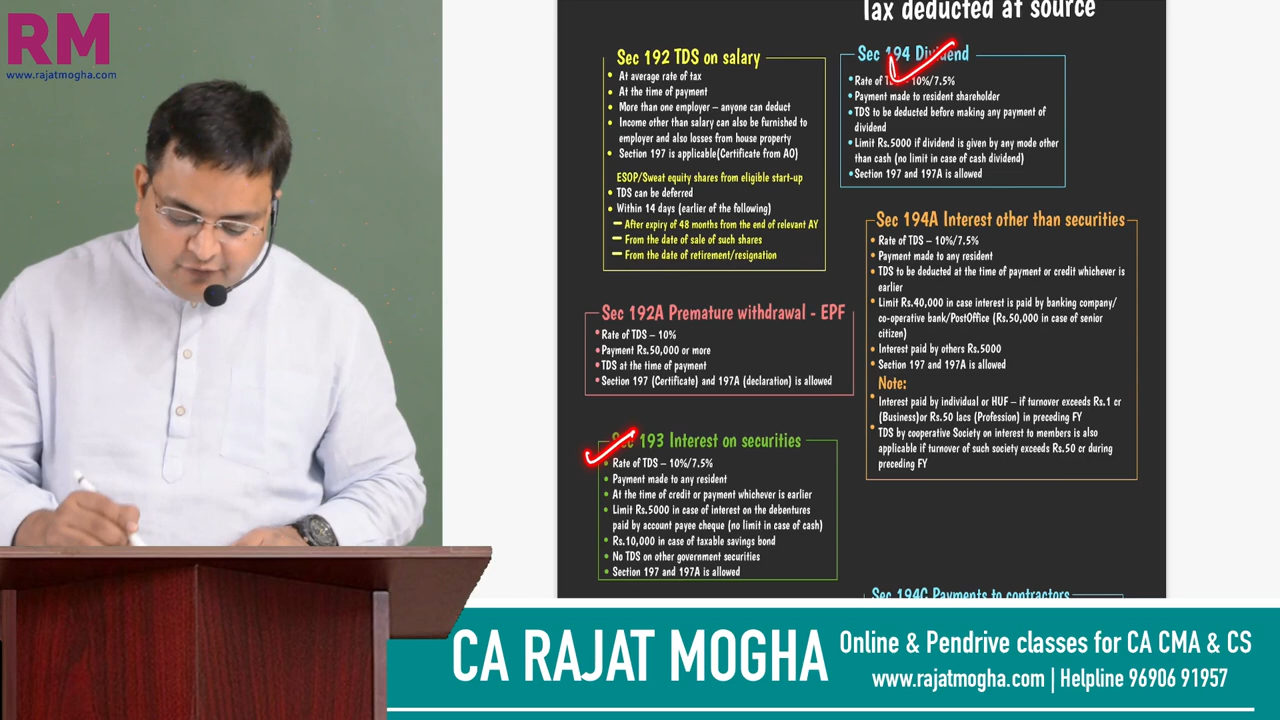 RM
www.rajatmogha.com
Tax deducted at source
Sec 192 TDS on salary
At average rate of tax
At the time of payment
More than one employer – anyone can deduct
Income other than salary can also be furnished to
employer and also losses from house property
Section 197 is applicable(Certificate from AO)
ESOP/Sweat equity shares from eligible start-up
TDS can be deferred
Within 14 days (earlier of the following)
After expiry of 48 months from the end of relevant AY
From the date of sale of such shares
From the date of retirement/resignation
Sec 192A Premature withdrawal - EPF
Rate of TDS – 10%
Payment Rs.50,000 or more
TDS at the time of payment
Section 197 (Certificate) and 197A (declaration) is allowed
Sec 193 Interest on securities
Rate of TDS – 10%/7.5%
Payment made to any resident
At the time of credit or payment whichever is earlier
Limit Rs.5000 in case of interest on the debentures
paid by account payee cheque (no limit in case of cash)
Rs.10,000 in case of taxable savings bond
No TDS on other government securities
Section 197 and 197A is allowed
Sec 194 Dividend
Rate of 10%/7.5%
Payment made to resident shareholder
TDS to be deducted before making any payment of
dividend
Limit Rs.5000 if dividend is given by any mode other
than cash (no limit in case of cash dividend)
Section 197 and 197A is allowed
Sec 194A Interest other than securities
Rate of TDS – 10%/7.5%
Payment made to any resident
TDS to be deducted at the time of payment or credit whichever is
earlier
Limit Rs.40,000 in case interest is paid by banking company/
co-operative bank/PostOffice (Rs.50,000 in case of senior
citizen)
Interest paid by others Rs.5000
Section 197 and 197A is allowed
Note:
Interest paid by individual or HUF – if turnover exceeds Rs.1 cr
(Business)or Rs.50 lacs (Profession) in preceding FY
TDS by cooperative Society on interest to members is also
applicable if turnover of such society exceeds Rs.50 cr during
preceding FY
Sec 194C Payments to contractors
CA RAJAT MOGHA
Online & Pendrive classes for CA CMA & CS
www.rajatmogha.com | Helpline 96906 91957